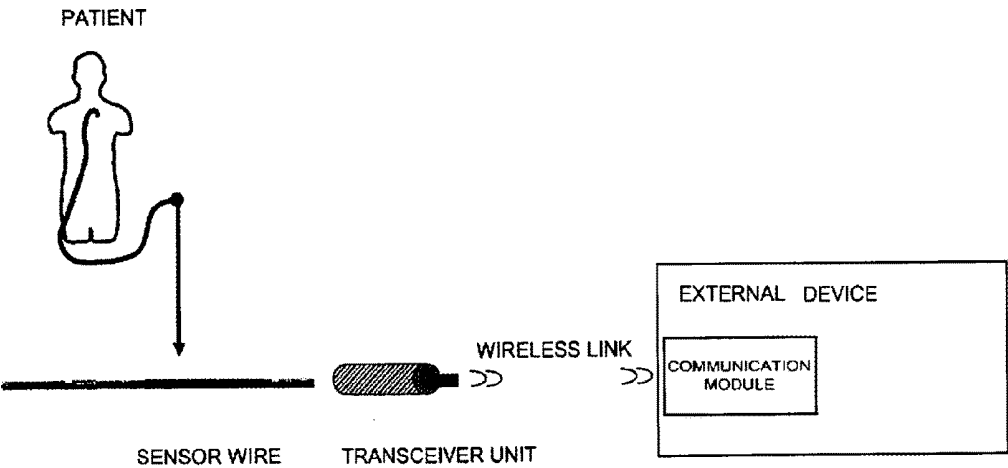 PATIENT
EXTERNAL DEVICE
WIRELESS LINK
COMMUNICATION
MODULE
SENSOR WIRE
TRANSCEIVER UNIT